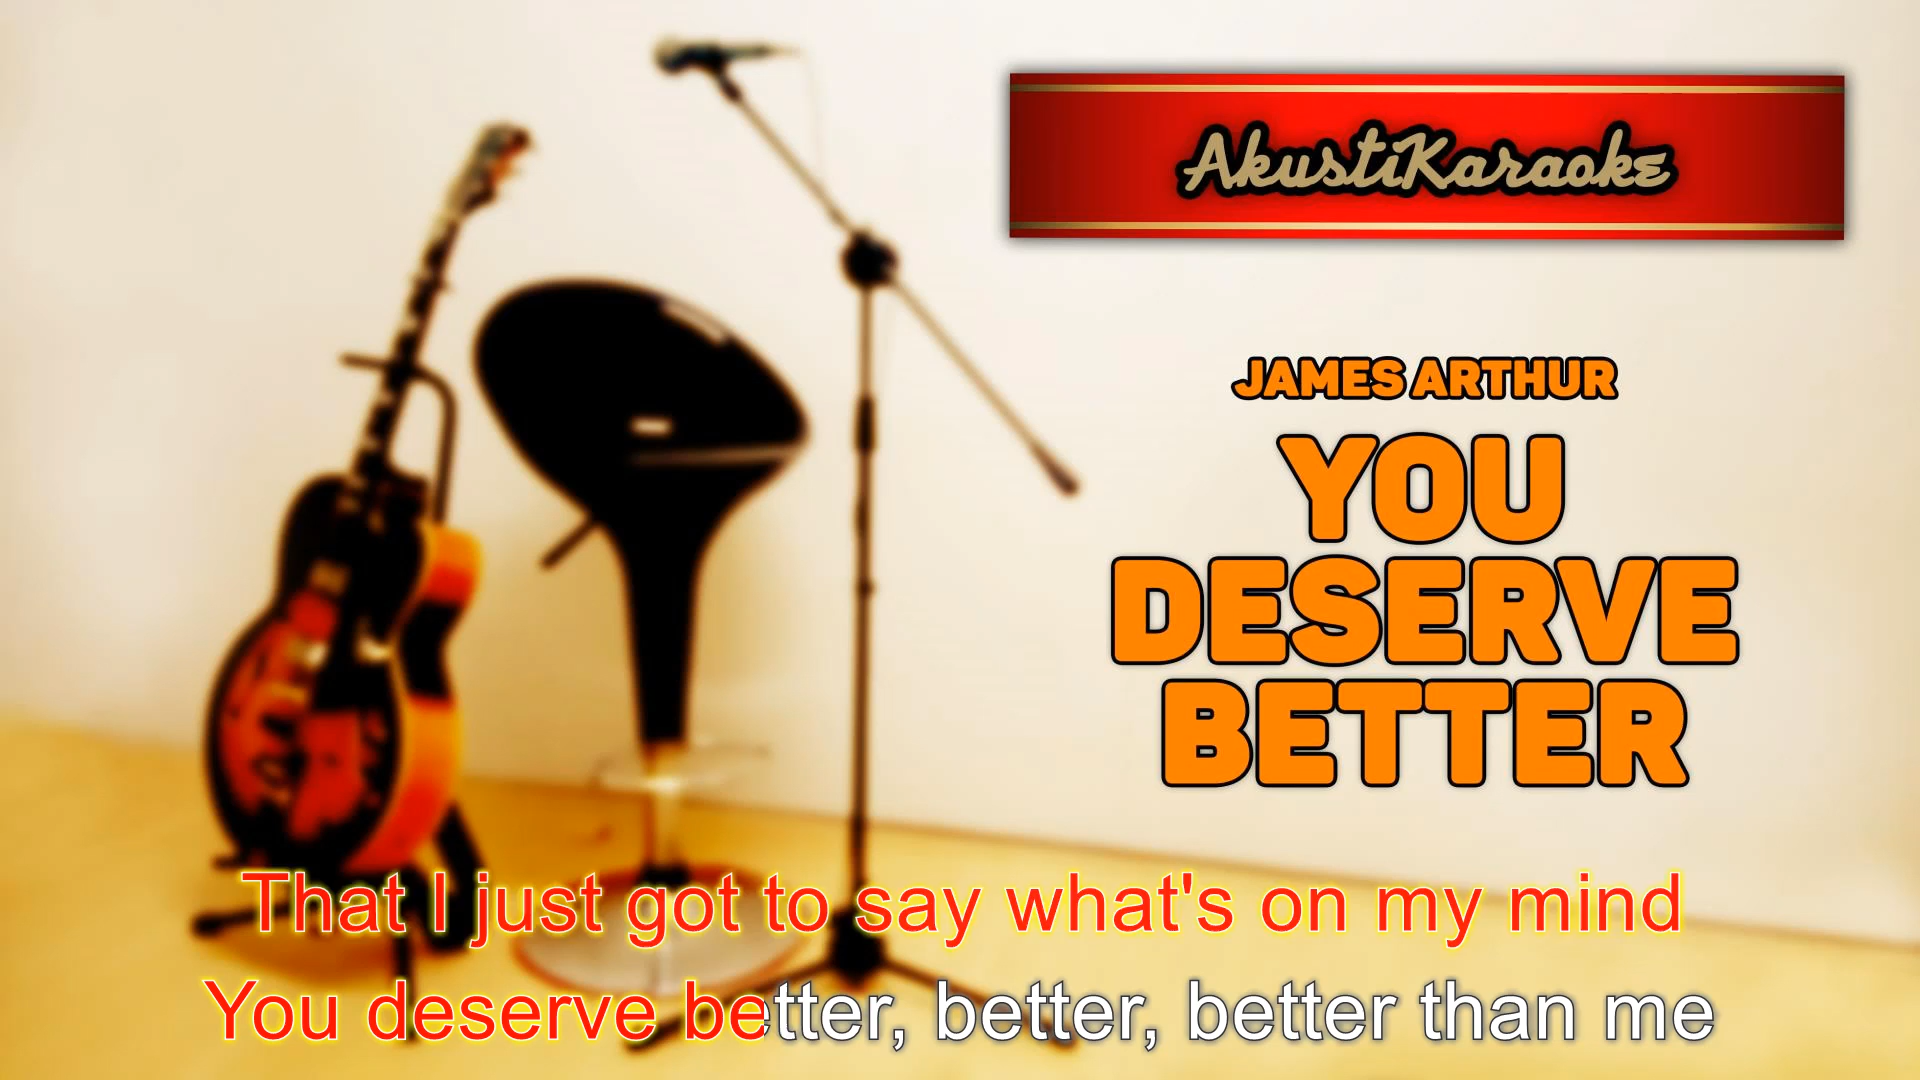 AkustiKaraoke
JAMES ARTHUR
YOU
DESERVE
BETTER
That I just got to say what's on my mind
You deserve better, better, better than me